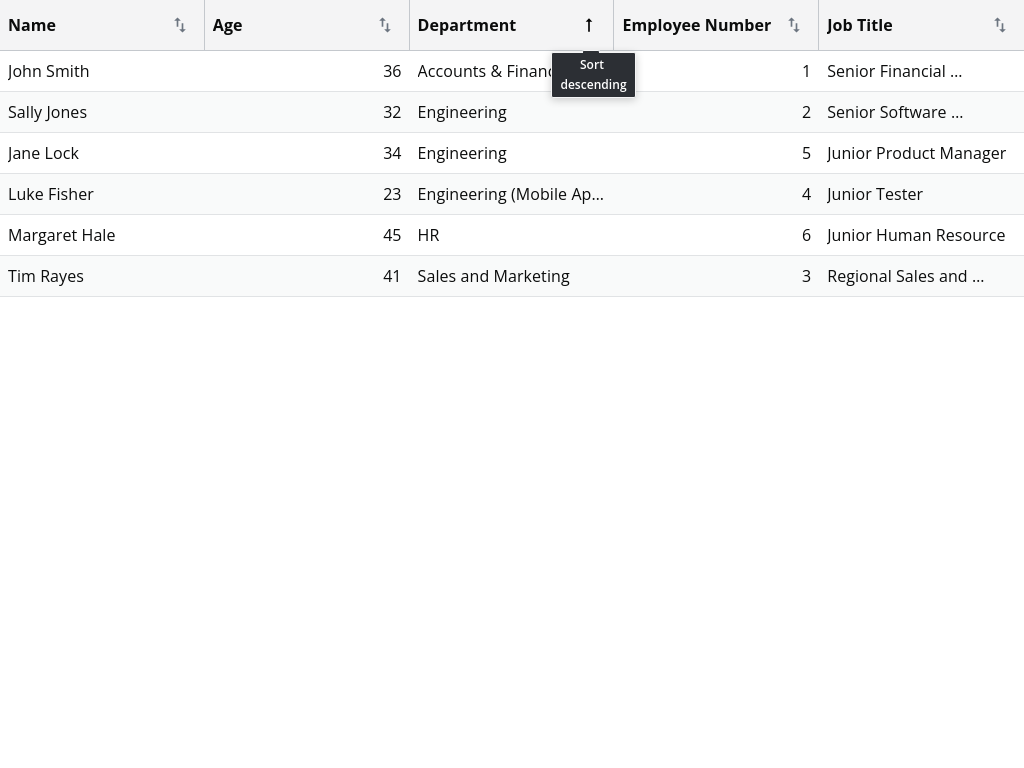 Name Age Department Employee Number Job Title
John Smith 36 Accounts & Financ 1 Senior Financial ...
Sort
descending
Sally Jones 32 Engineering 2 Senior Software ...
Jane Lock 34 Engineering 5 Junior Product Manager
Luke Fisher 23 Engineering (Mobile Ap... 4 Junior Tester
Margaret Hale 45 HR 6 Junior Human Resource
Tim Rayes 41 Sales and Marketing 3 Regional Sales and ...